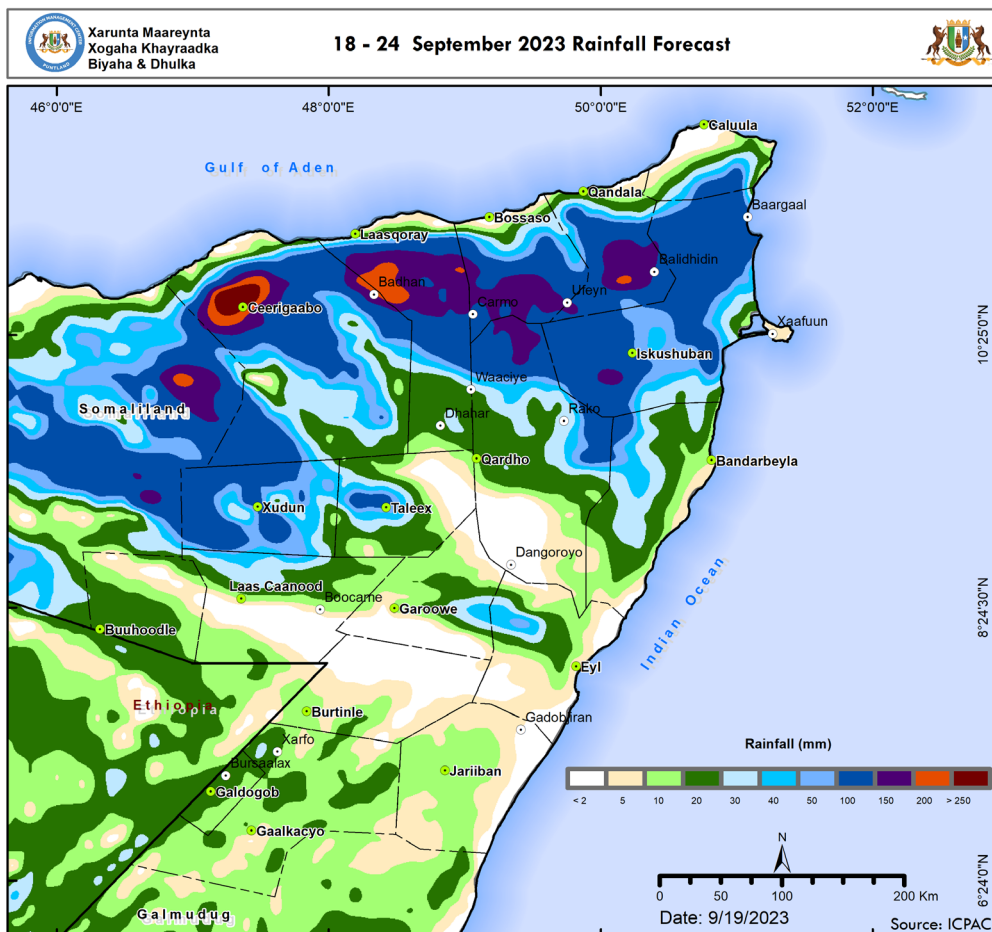 INFORMATION MANAGEMENT CENTER
PUNTLAND
Xarunta Maareynta
Xogaha Khayraadka
Biyaha & Dhulka
18 - 24 September 2023 Rainfall Forecast
46°0'0"E
48°0'0"E
50°0'0"E
52°0'0"E
Caluula
Gulf of Aden
Qandala
Baargaal
Bossaso
Laasqoray
Balidhidin
Badhan
Ufeyn
Ceerigaabo
Carmo
Xaafuun
10°25'0"N
Iskushuban
Waaciye
Somaliland
Dhahar
Rako
Qardho
Bandarbeyla
Xudun
Taleex
Dangoroyo
Laas Caanood
Boocame
Garoowe
8°24'30"N
Indian Ocean
Buuhoodle
Eyl
Ethiopia
Burtinle
Gadobjiran
Xarfo
Bursaalax
Jariiban
Galdogob
Gaalkacyo
Galmudug
Rainfall (mm)
< 2 5 10 20 30 40 50 100 150 200 > 250
N
0 50 100 200 Km
6°24'0"N
Date: 9/19/2023
Source: ICPAC